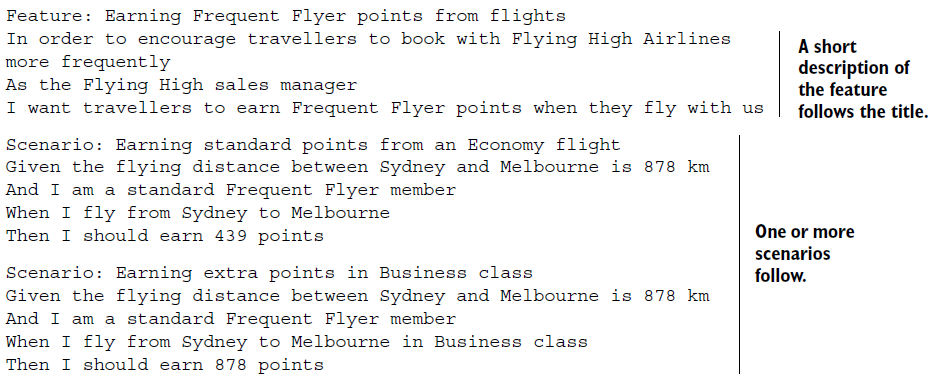 Feature: Earning Frequent Flyer points from flights
In order to encourage travellers to book with Flying High Airlines
more frequently
As the Flying High sales manager
I want travellers to earn Frequent Flyer points when they fly with us
A short
description of
the feature
follows the title.
Scenario: Earning standard points from an Economy flight
Given the flying distance between Sydney and Melbourne is 878 km
And I am a standard Frequent Flyer member
When I fly from Sydney to Melbourne
Then I should earn 439 points
Scenario: Earning extra points in Business class
Given the flying distance between Sydney and Melbourne is 878 km
And I am a standard Frequent Flyer member
When I fly from Sydney to Melbourne in Business class
Then I should earn 878 points
One or more
scenarios
follow.